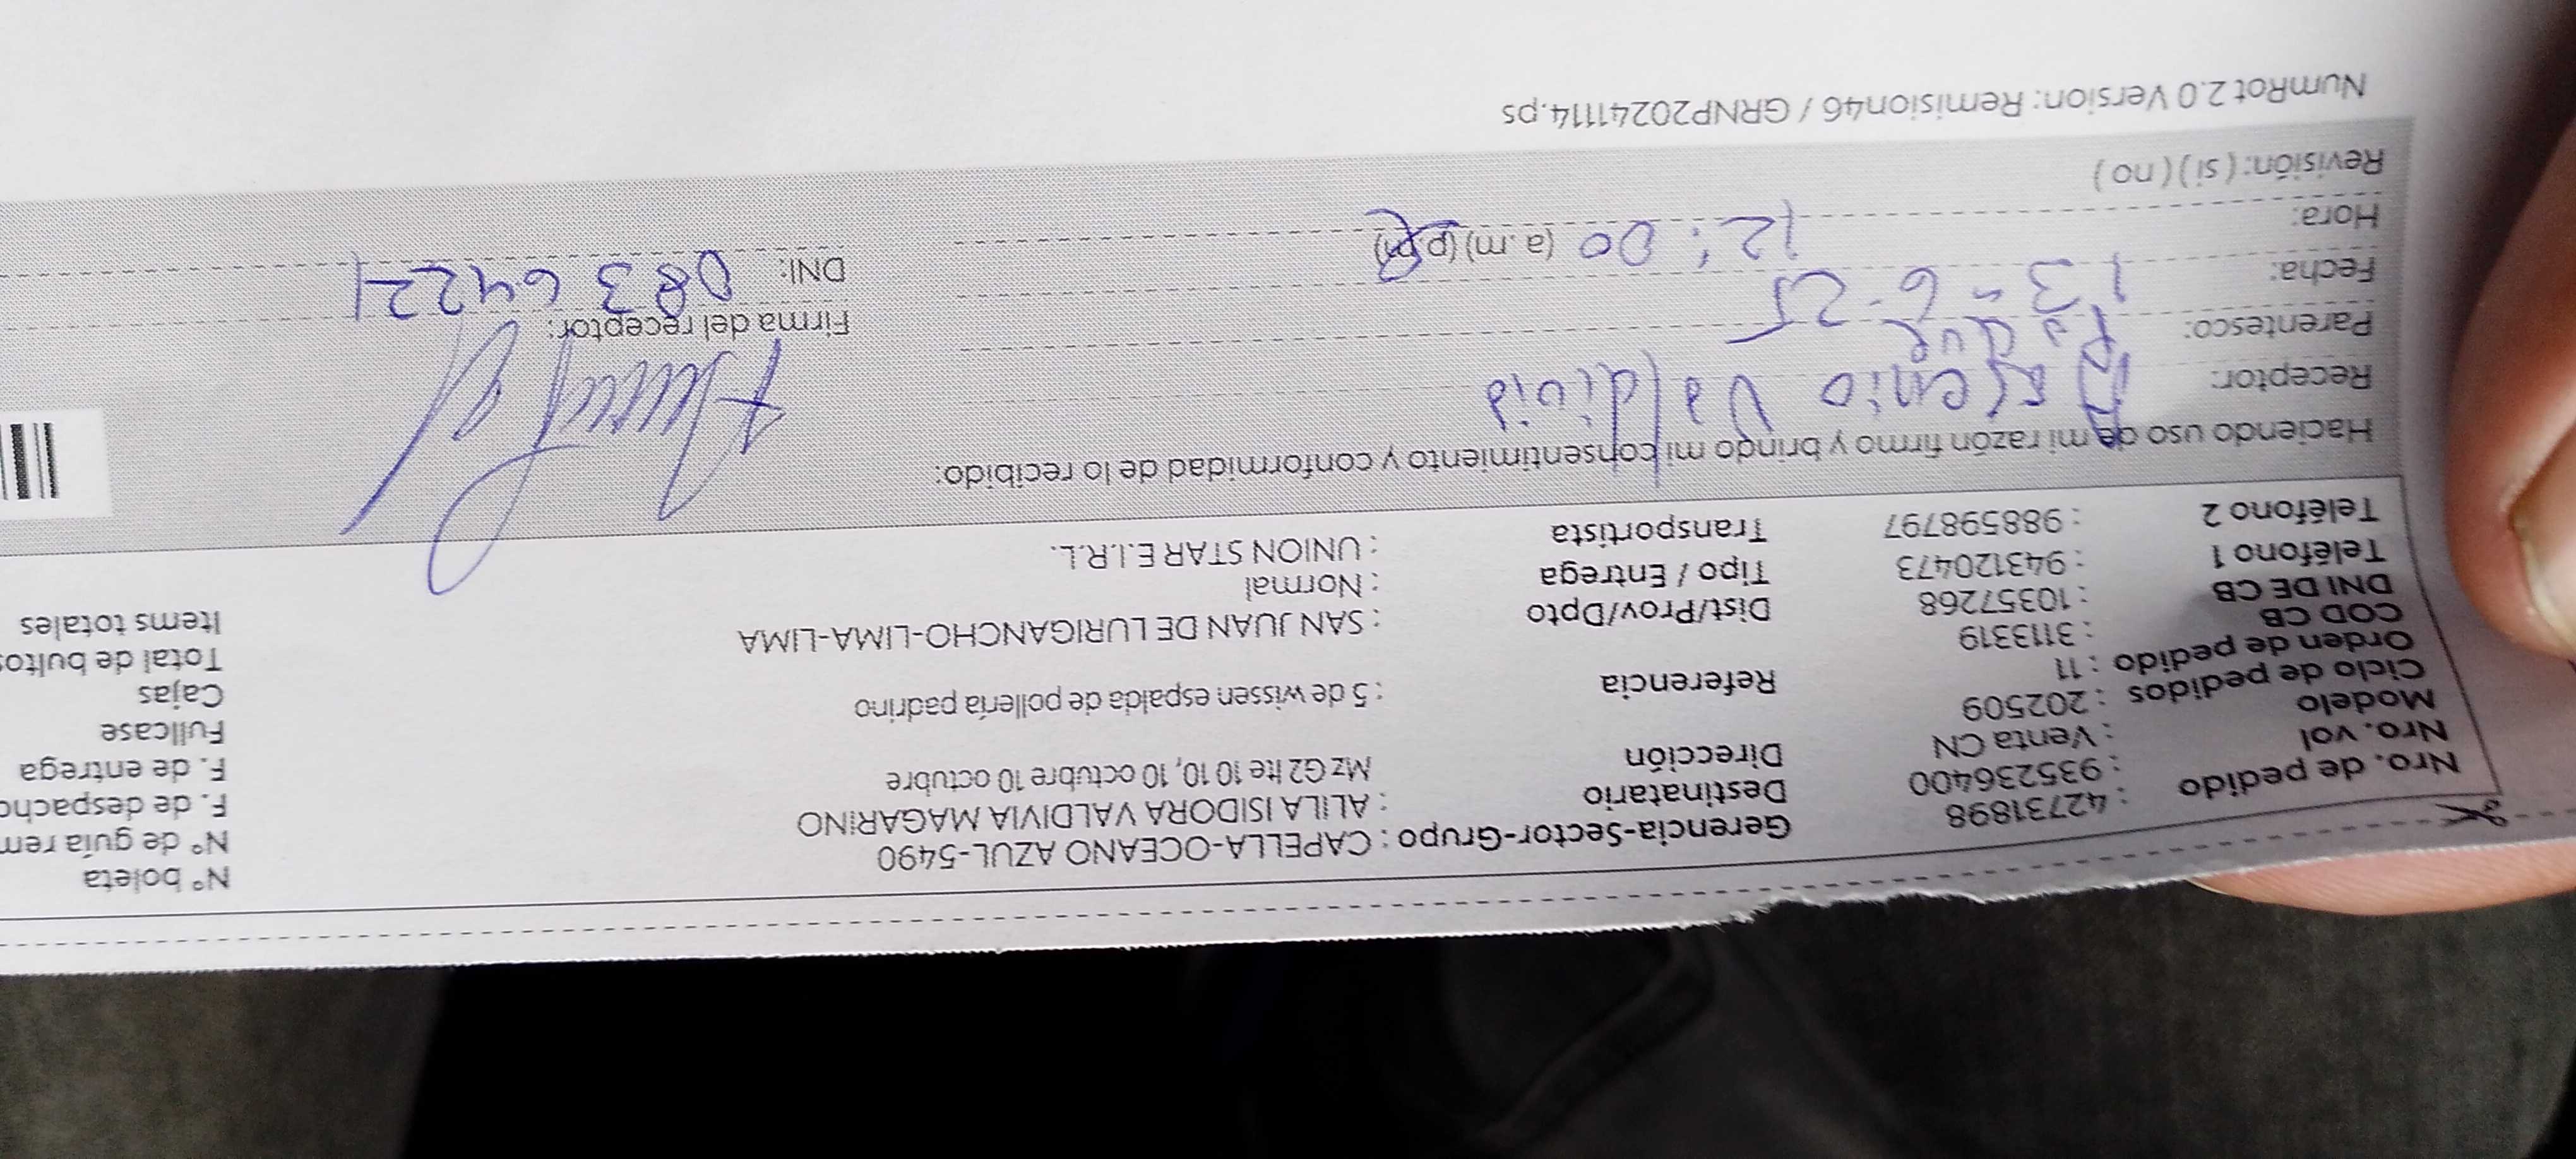 Nro. de pedido : 42731898 Gerencia-Sector-Grupo : CAPELLA-OCEANO AZUL-5490 Nº boleta
Nro. vol : 935236400 Destinatario : ALILA ISIDORA VALDIVIA MAGARIÑO Nº de guía rem
Modelo : Venta CN Dirección Mz G2 lte 10 10, 10 octubre 10 octubre F. de despacho
Ciclo de pedidos : 202509 F. de entrega
Orden de pedido : 11 Referencia : 5 de wissen espalda de pollería padrino Fullcase
COD CB : 3113319 Cajas
DNI DE CB : 10357268 Dist/Prov/Dpto : SAN JUAN DE LURIGANCHO-LIMA-LIMA Total de bultos
Teléfono 1 : 943120473 Tipo / Entrega : Normal Items totales
Teléfono 2 : 988598797 Transportista : UNION STAR E.I.R.L.
Haciendo uso de mi razón firmo y brindo mi consentimiento y conformidad de lo recibido:
Receptor: Valdivia
Parentesco: Padre Firma del receptor:
Fecha: 13-6-25 DNI: 08364221
Hora: 12:00 (a.m) (p.m)
Revisión: ( si ) ( no )
NumRot 2.0 Version: Remision46 / GRNP20241114.ps